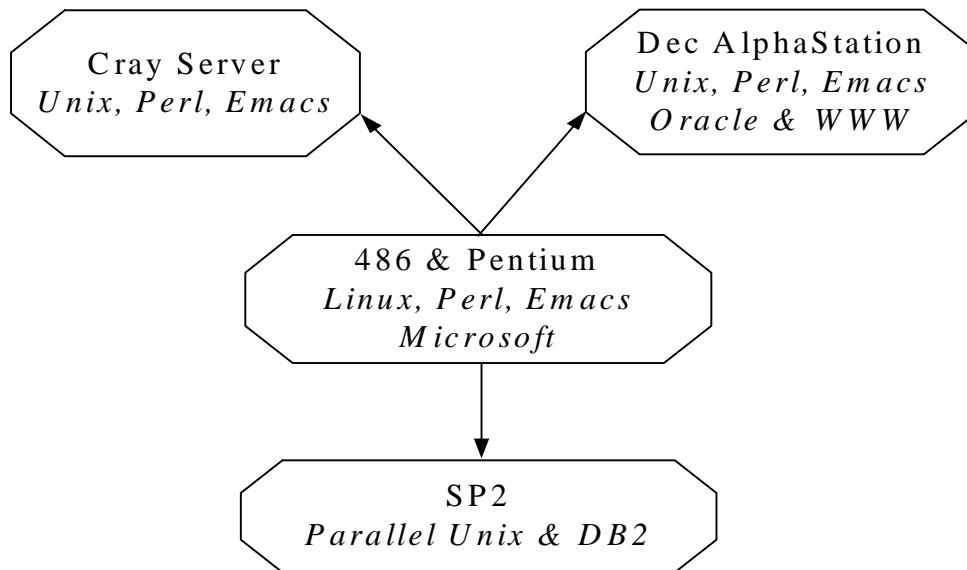 Cray Server
Unix, Perl, Emacs
Dec AlphaStation
Unix, Perl, Emacs
Oracle & WWW
486 & Pentium
Linux, Perl, Emacs
Microsoft
SP2
Parallel Unix & DB2